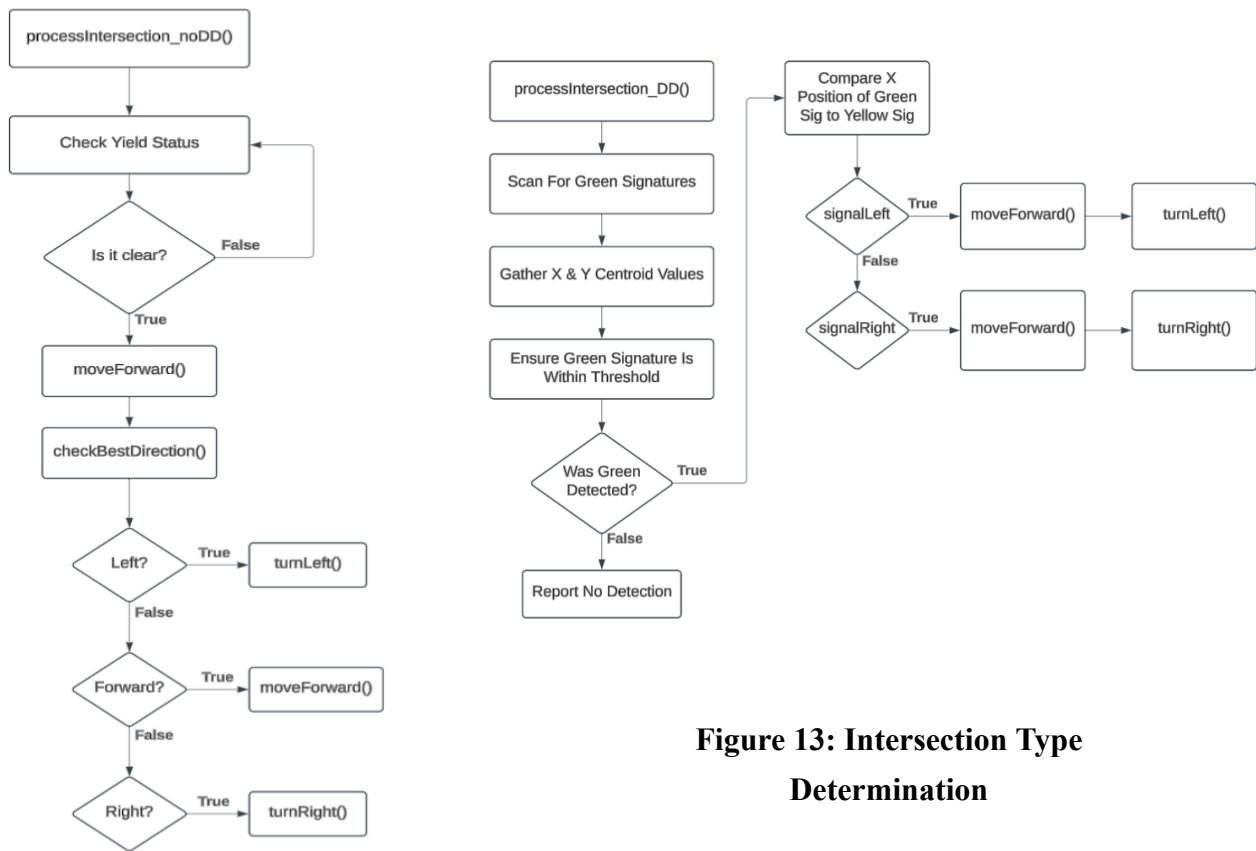 processIntersection_noDD()
Check Yield Status
Is it clear?
False
True
moveForward()
checkBestDirection()
Left?
True
turnLeft()
False
Forward?
True
moveForward()
False
Right?
True
turnRight()
processIntersection_DD()
Scan For Green Signatures
Gather X & Y Centroid Values
Ensure Green Signature Is
Within Threshold
Was Green
Detected?
True
False
Report No Detection
Compare X
Position of Green
Sig to Yellow Sig
signalLeft
True
moveForward()
turnLeft()
False
signalRight
True
moveForward()
turnRight()
Figure 13: Intersection Type
Determination